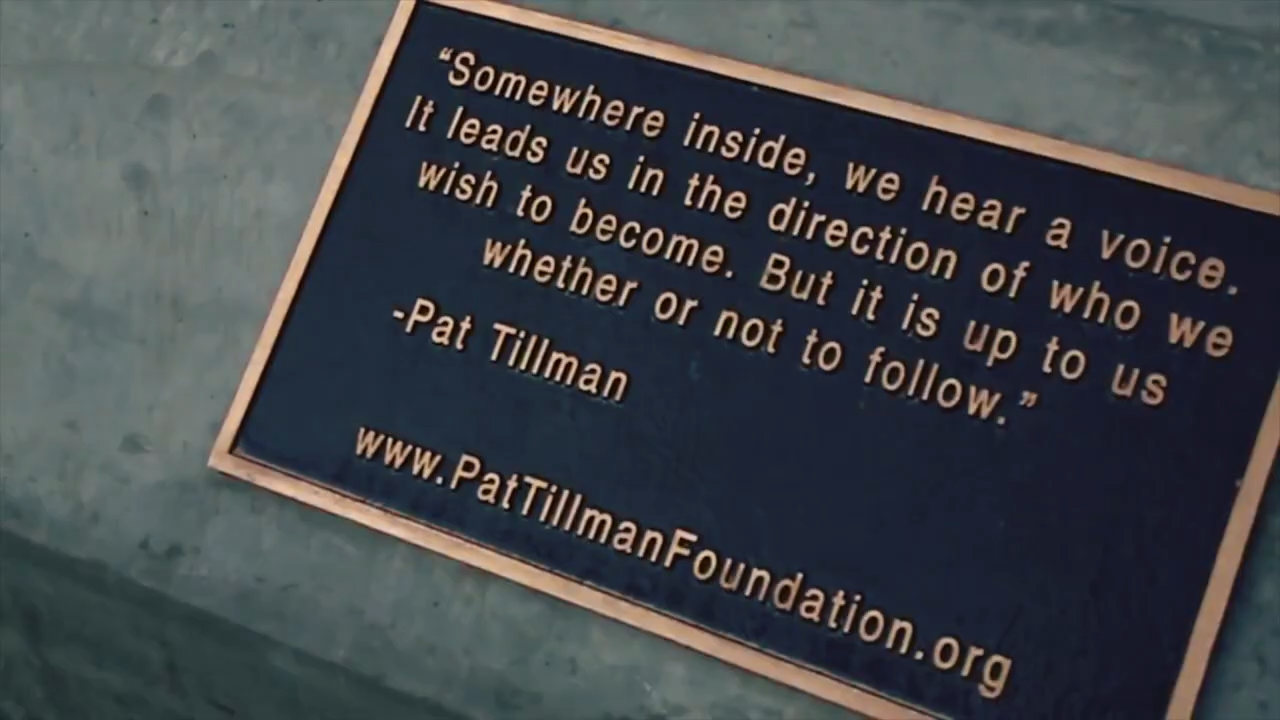 “Somewhere inside, we hear a voice.
It leads us in the direction of who we
wish to become. But it is up to us
whether or not to follow.”
-Pat Tillman
www.PatTillmanFoundation.org